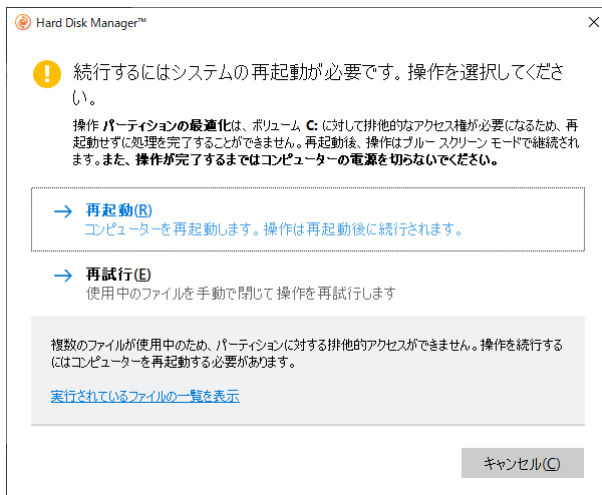 Hard Disk Manager™
続行するにはシステムの再起動が必要です。操作を選択してくださ
い。
操作 パーティションの最適化は、ボリューム C: に対して排他的なアクセス権が必要になるため、再
起動せずに処理を完了することができません。再起動後、操作はブルー スクリーン モードで継続され
ます。また、操作が完了するまではコンピューターの電源を切らないでください。
再起動(R)
コンピューターを再起動します。操作は再起動後に続行されます。
再試行(E)
使用中のファイルを手動で閉じて操作を再試行します
複数のファイルが使用中のため、パーティションに対する排他的アクセスができません。操作を続行する
にはコンピューターを再起動する必要があります。
実行されているファイルの一覧を表示
キャンセル(C)